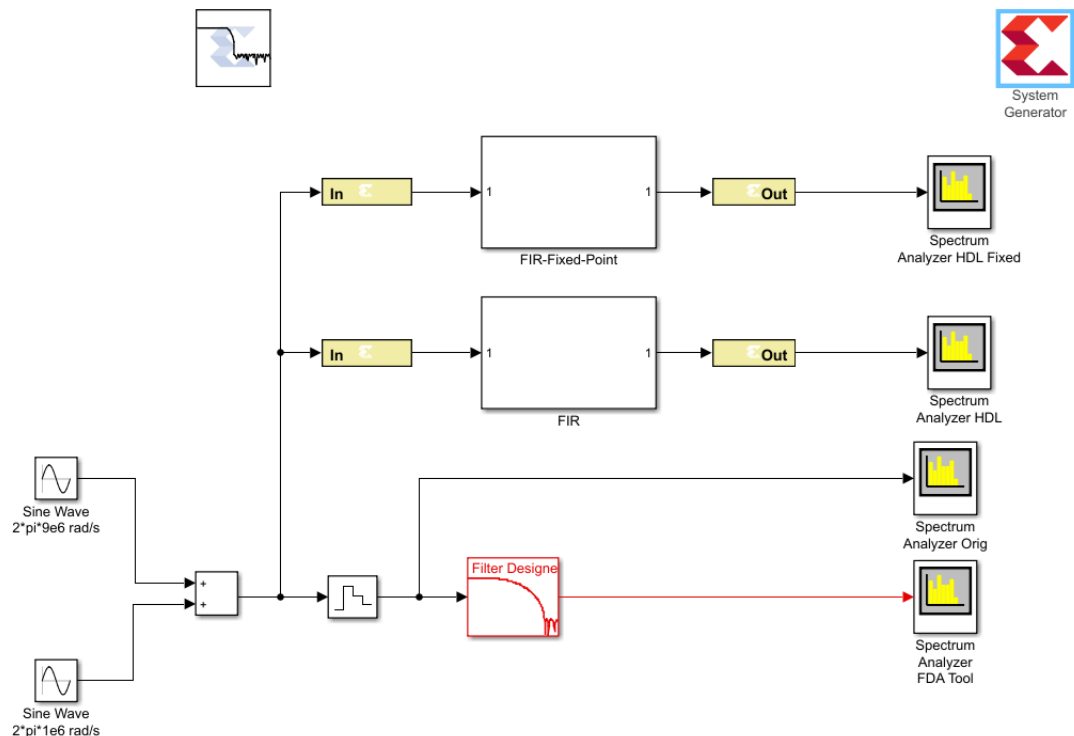 System
Generator
In
1
1
Out
FIR-Fixed-Point
Spectrum
Analyzer HDL Fixed
In
1
1
Out
FIR
Spectrum
Analyzer HDL
Sine Wave
2*pi*9e6 rad/s
Spectrum
Analyzer Orig
+
+
Filter Designe
Spectrum
Analyzer
FDA Tool
Sine Wave
2*pi*1e6 rad/s